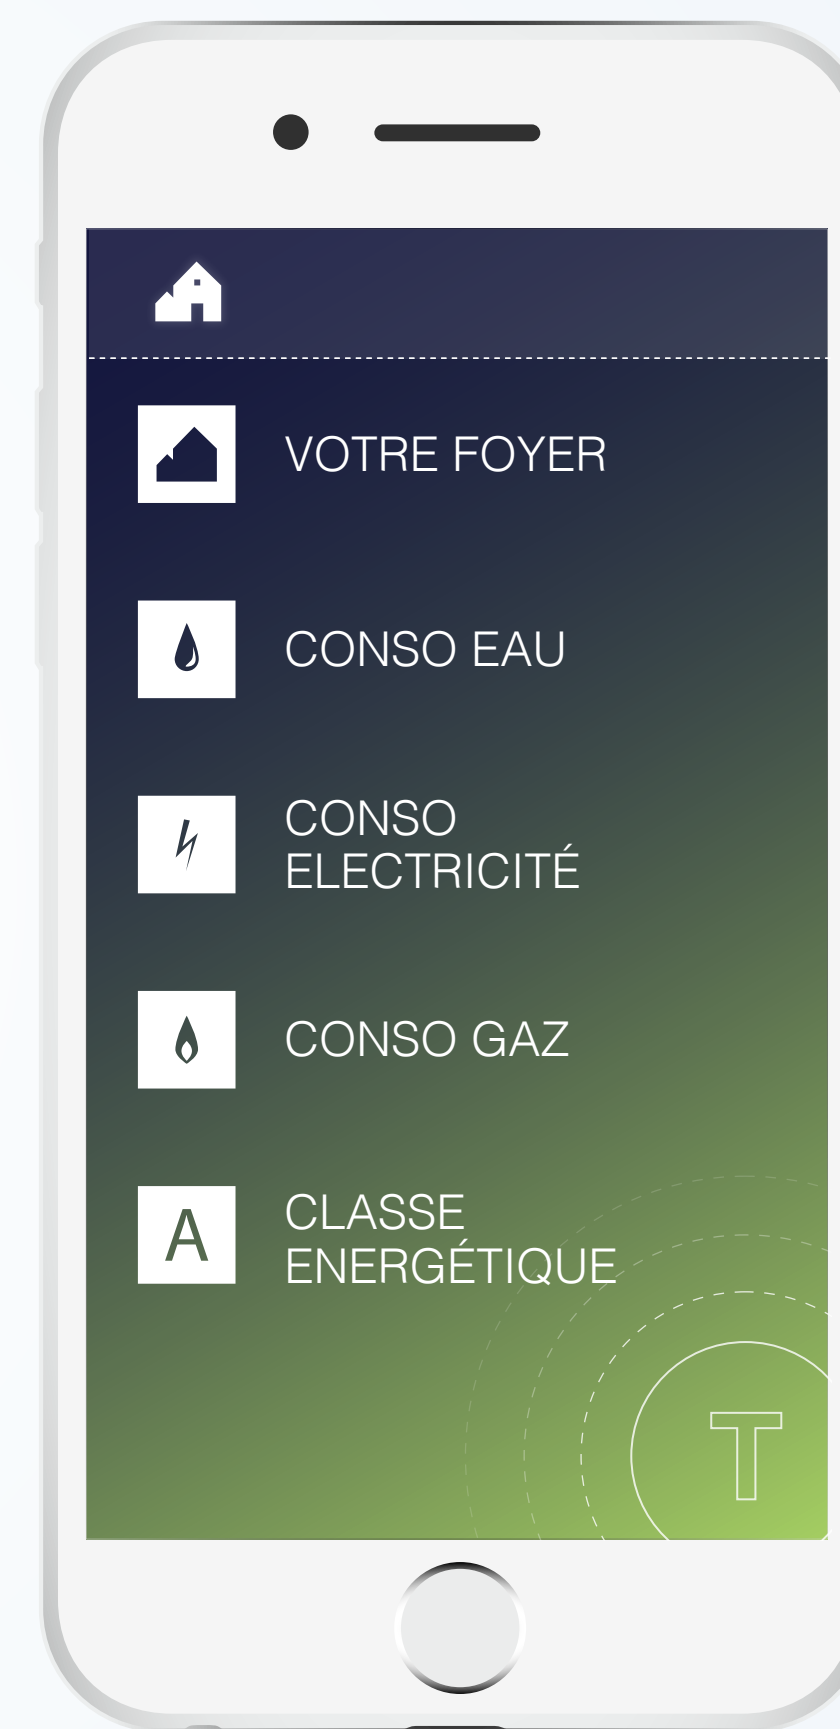 VOTRE FOYER
CONSO EAU
CONSO
ELECTRICITÉ
CONSO GAZ
A
CLASSE
ENERGÉTIQUE
T